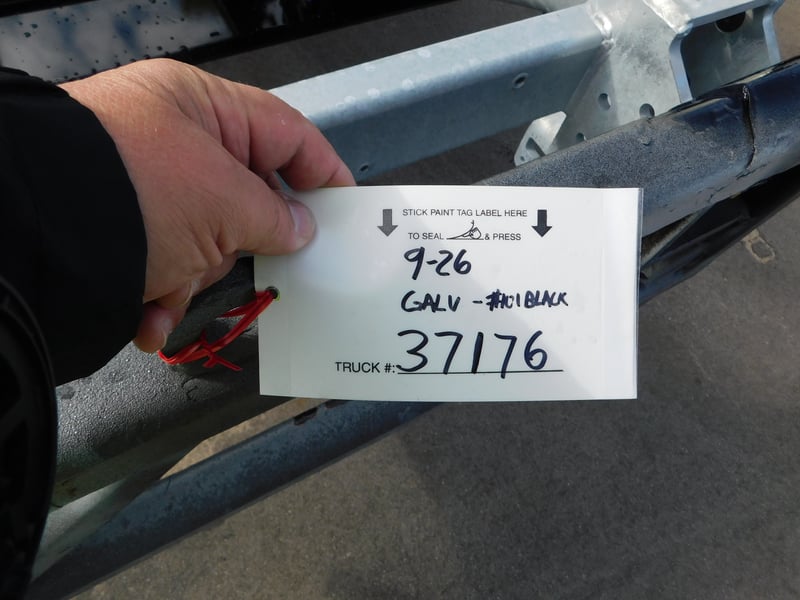 STICK PAINT TAG LABEL HERE
TO SEAL & PRESS
9-26
GALV - #101 BLACK
TRUCK #: 37176